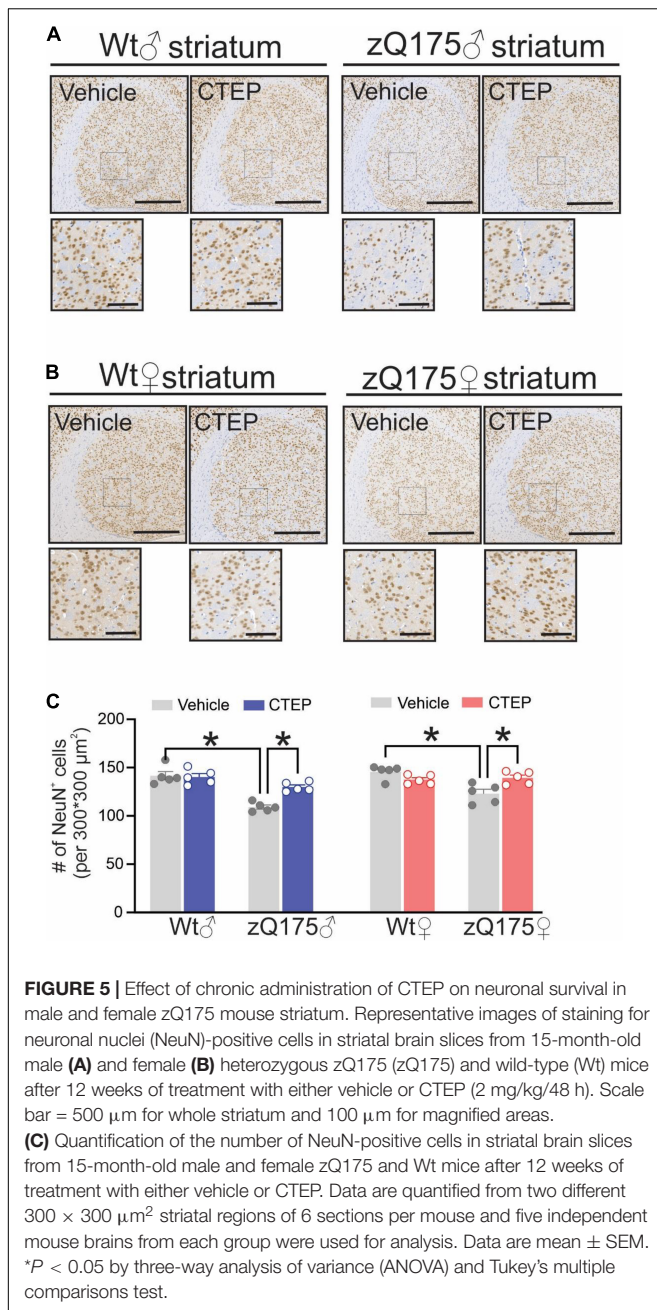 A
Wt♂ striatum
zQ175♂ striatum
Vehicle
CTEP
Vehicle
CTEP
B
Wt♀striatum
zQ175♀striatum
Vehicle
CTEP
Vehicle
CTEP
C
Vehicle
CTEP
Vehicle
CTEP
# of NeuN⁺ cells
(per 300*300 µm²)
200
150
100
50
0
*
*
*
*
Wt♂
zQ175♂
Wt♀
zQ175♀
FIGURE 5 | Effect of chronic administration of CTEP on neuronal survival in
male and female zQ175 mouse striatum. Representative images of staining for
neuronal nuclei (NeuN)-positive cells in striatal brain slices from 15-month-old
male (A) and female (B) heterozygous zQ175 (zQ175) and wild-type (Wt) mice
after 12 weeks of treatment with either vehicle or CTEP (2 mg/kg/48 h). Scale
bar = 500 µm for whole striatum and 100 µm for magnified areas.
(C) Quantification of the number of NeuN-positive cells in striatal brain slices
from 15-month-old male and female zQ175 and Wt mice after 12 weeks of
treatment with either vehicle or CTEP. Data are quantified from two different
300 × 300 µm² striatal regions of 6 sections per mouse and five independent
mouse brains from each group were used for analysis. Data are mean ± SEM.
*P < 0.05 by three-way analysis of variance (ANOVA) and Tukey's multiple
comparisons test.